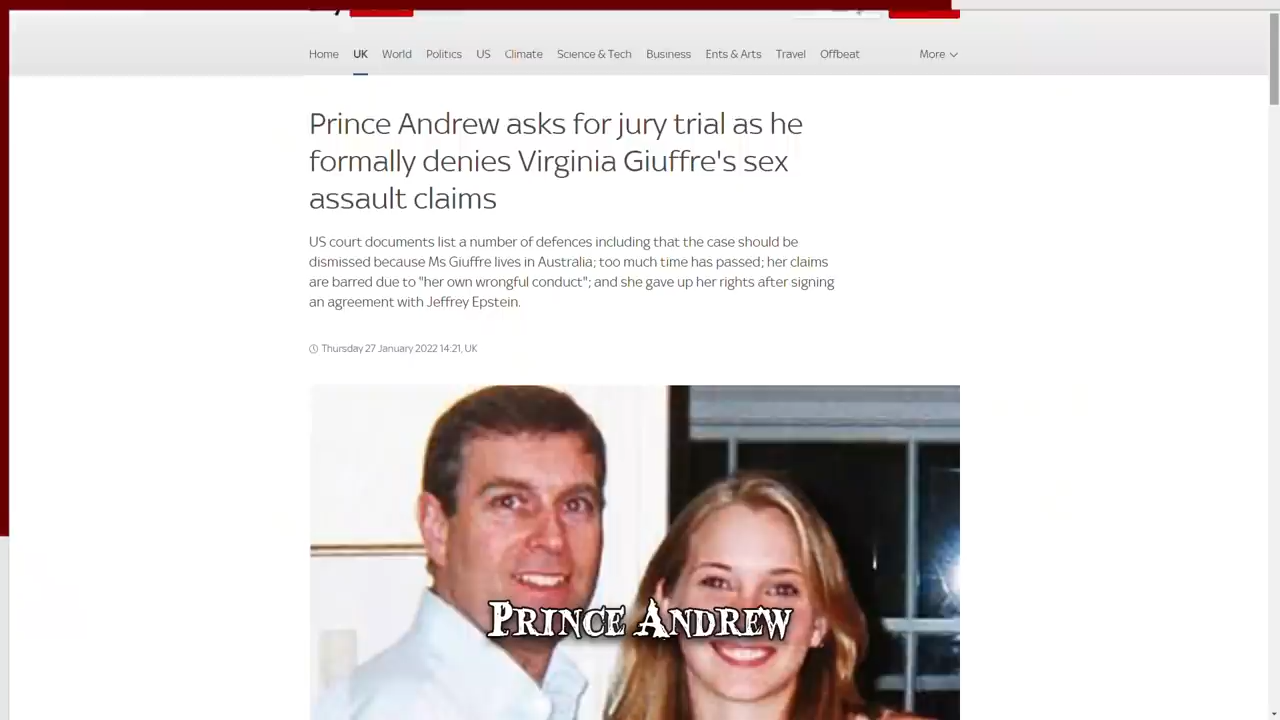 Home UK World Politics US Climate Science & Tech Business Ents & Arts Travel Offbeat More
Prince Andrew asks for jury trial as he
formally denies Virginia Giuffre's sex
assault claims
US court documents list a number of defences including that the case should be
dismissed because Ms Giuffre lives in Australia; too much time has passed; her claims
are barred due to "her own wrongful conduct"; and she gave up her rights after signing
an agreement with Jeffrey Epstein.
Thursday 27 January 2022 14:21, UK
PRINCE ANDREW